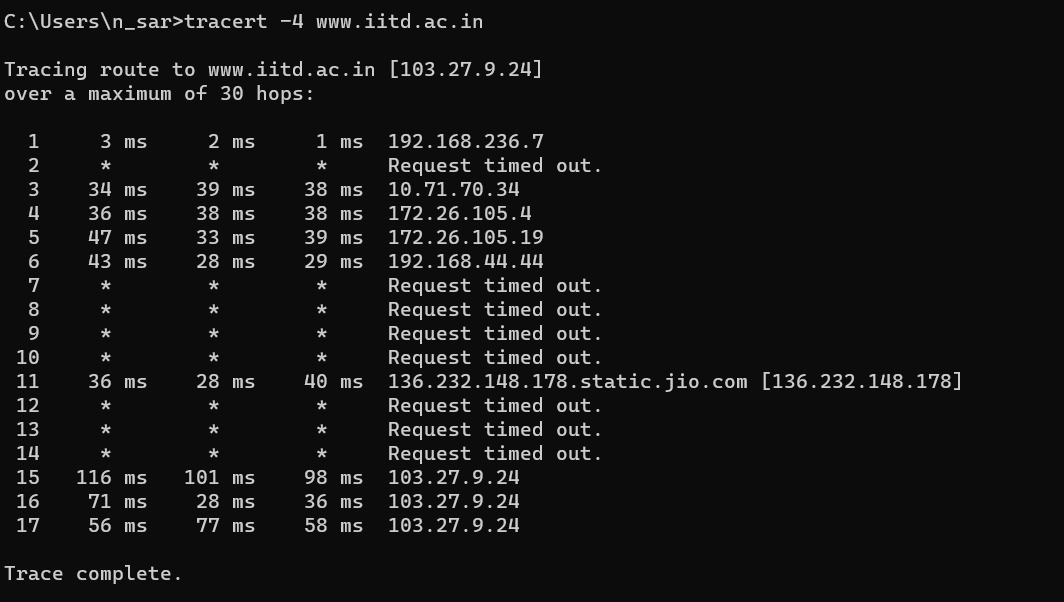 C:\Users\n_sar>tracert -4 www.iitd.ac.in
Tracing route to www.iitd.ac.in [103.27.9.24]
over a maximum of 30 hops:
  1     3 ms     2 ms     1 ms  192.168.236.7
  2     *        *        *     Request timed out.
  3    34 ms    39 ms    38 ms  10.71.70.34
  4    36 ms    38 ms    38 ms  172.26.105.4
  5    47 ms    33 ms    39 ms  172.26.105.19
  6    43 ms    28 ms    29 ms  192.168.44.44
  7     *        *        *     Request timed out.
  8     *        *        *     Request timed out.
  9     *        *        *     Request timed out.
 10     *        *        *     Request timed out.
 11    36 ms    28 ms    40 ms  136.232.148.178.static.jio.com [136.232.148.178]
 12     *        *        *     Request timed out.
 13     *        *        *     Request timed out.
 14     *        *        *     Request timed out.
 15   116 ms   101 ms    98 ms  103.27.9.24
 16    71 ms    28 ms    36 ms  103.27.9.24
 17    56 ms    77 ms    58 ms  103.27.9.24
Trace complete.